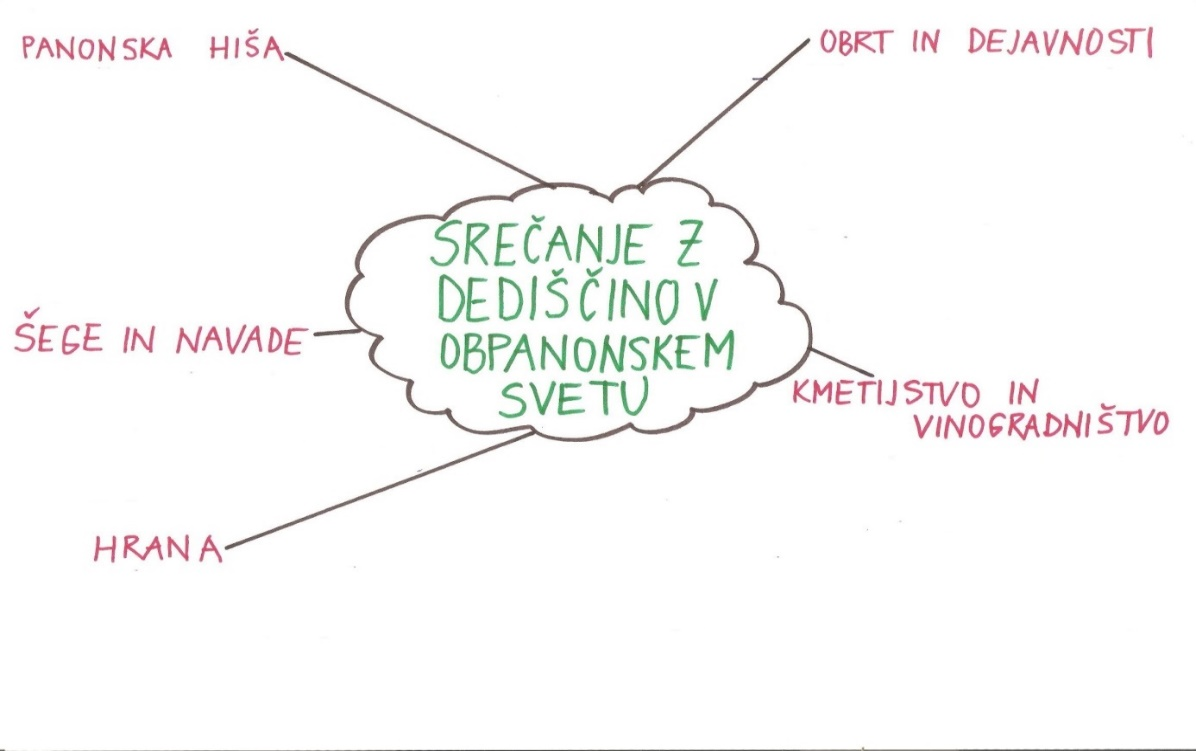 PANONSKA HIŠA
OBRT IN DEJAVNOSTI
SREČANJE Z
DEDIŠČINO V
OBPANONSKEM
SVETU
ŠEGE IN NAVADE
KMETIJSTVO IN
VINOGRADNIŠTVO
HRANA